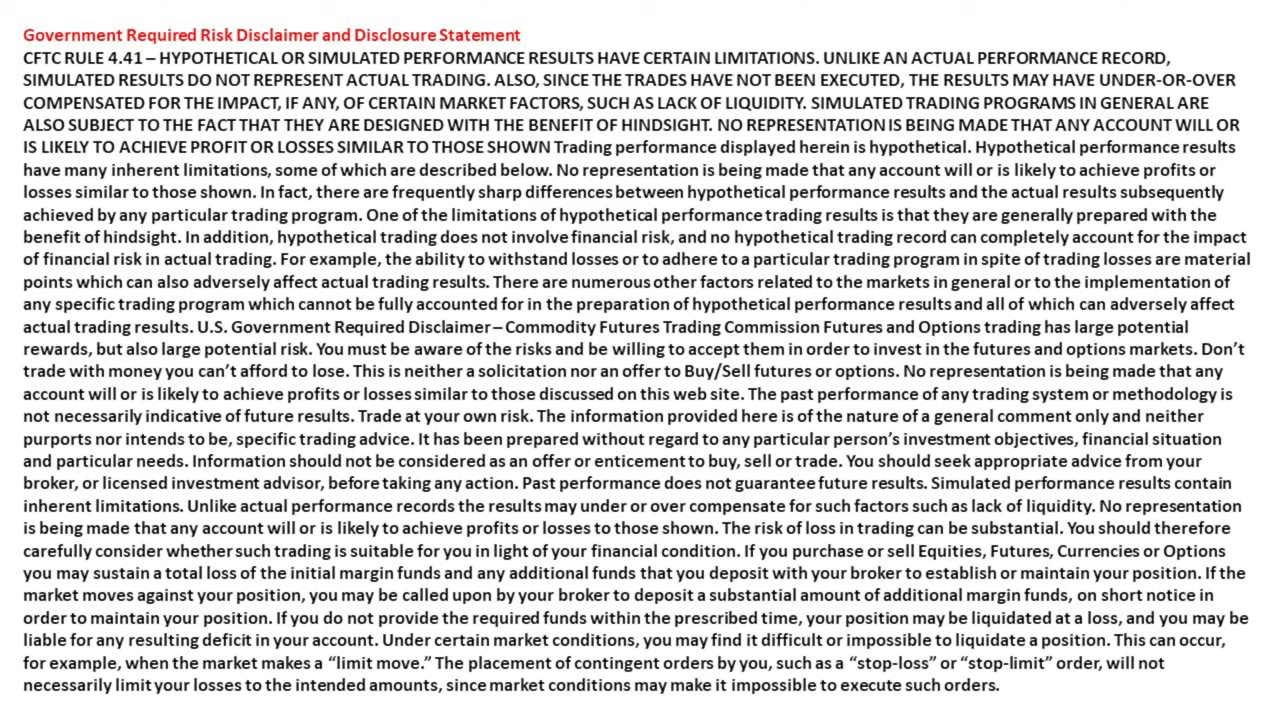 Government Required Risk Disclaimer and Disclosure Statement
CFTC RULE 4.41 – HYPOTHETICAL OR SIMULATED PERFORMANCE RESULTS HAVE CERTAIN LIMITATIONS. UNLIKE AN ACTUAL PERFORMANCE RECORD,
SIMULATED RESULTS DO NOT REPRESENT ACTUAL TRADING. ALSO, SINCE THE TRADES HAVE NOT BEEN EXECUTED, THE RESULTS MAY HAVE UNDER-OR-OVER
COMPENSATED FOR THE IMPACT, IF ANY, OF CERTAIN MARKET FACTORS, SUCH AS LACK OF LIQUIDITY. SIMULATED TRADING PROGRAMS IN GENERAL ARE
ALSO SUBJECT TO THE FACT THAT THEY ARE DESIGNED WITH THE BENEFIT OF HINDSIGHT. NO REPRESENTATION IS BEING MADE THAT ANY ACCOUNT WILL OR
IS LIKELY TO ACHIEVE PROFIT OR LOSSES SIMILAR TO THOSE SHOWN Trading performance displayed herein is hypothetical. Hypothetical performance results
have many inherent limitations, some of which are described below. No representation is being made that any account will or is likely to achieve profits or
losses similar to those shown. In fact, there are frequently sharp differences between hypothetical performance results and the actual results subsequently
achieved by any particular trading program. One of the limitations of hypothetical performance trading results is that they are generally prepared with the
benefit of hindsight. In addition, hypothetical trading does not involve financial risk, and no hypothetical trading record can completely account for the impact
of financial risk in actual trading. For example, the ability to withstand losses or to adhere to a particular trading program in spite of trading losses are material
points which can also adversely affect actual trading results. There are numerous other factors related to the markets in general or to the implementation of
any specific trading program which cannot be fully accounted for in the preparation of hypothetical performance results and all of which can adversely affect
actual trading results. U.S. Government Required Disclaimer – Commodity Futures Trading Commission Futures and Options trading has large potential
rewards, but also large potential risk. You must be aware of the risks and be willing to accept them in order to invest in the futures and options markets. Don’t
trade with money you can’t afford to lose. This is neither a solicitation nor an offer to Buy/Sell futures or options. No representation is being made that any
account will or is likely to achieve profits or losses similar to those discussed on this web site. The past performance of any trading system or methodology is
not necessarily indicative of future results. Trade at your own risk. The information provided here is of the nature of a general comment only and neither
purports nor intends to be, specific trading advice. It has been prepared without regard to any particular person’s investment objectives, financial situation
and particular needs. Information should not be considered as an offer or enticement to buy, sell or trade. You should seek appropriate advice from your
broker, or licensed investment advisor, before taking any action. Past performance does not guarantee future results. Simulated performance results contain
inherent limitations. Unlike actual performance records the results may under or over compensate for such factors such as lack of liquidity. No representation
is being made that any account will or is likely to achieve profits or losses to those shown. The risk of loss in trading can be substantial. You should therefore
carefully consider whether such trading is suitable for you in light of your financial condition. If you purchase or sell Equities, Futures, Currencies or Options
you may sustain a total loss of the initial margin funds and any additional funds that you deposit with your broker to establish or maintain your position. If the
market moves against your position, you may be called upon by your broker to deposit a substantial amount of additional margin funds, on short notice in
order to maintain your position. If you do not provide the required funds within the prescribed time, your position may be liquidated at a loss, and you may be
liable for any resulting deficit in your account. Under certain market conditions, you may find it difficult or impossible to liquidate a position. This can occur,
for example, when the market makes a “limit move.” The placement of contingent orders by you, such as a “stop-loss” or “stop-limit” order, will not
necessarily limit your losses to the intended amounts, since market conditions may make it impossible to execute such orders.